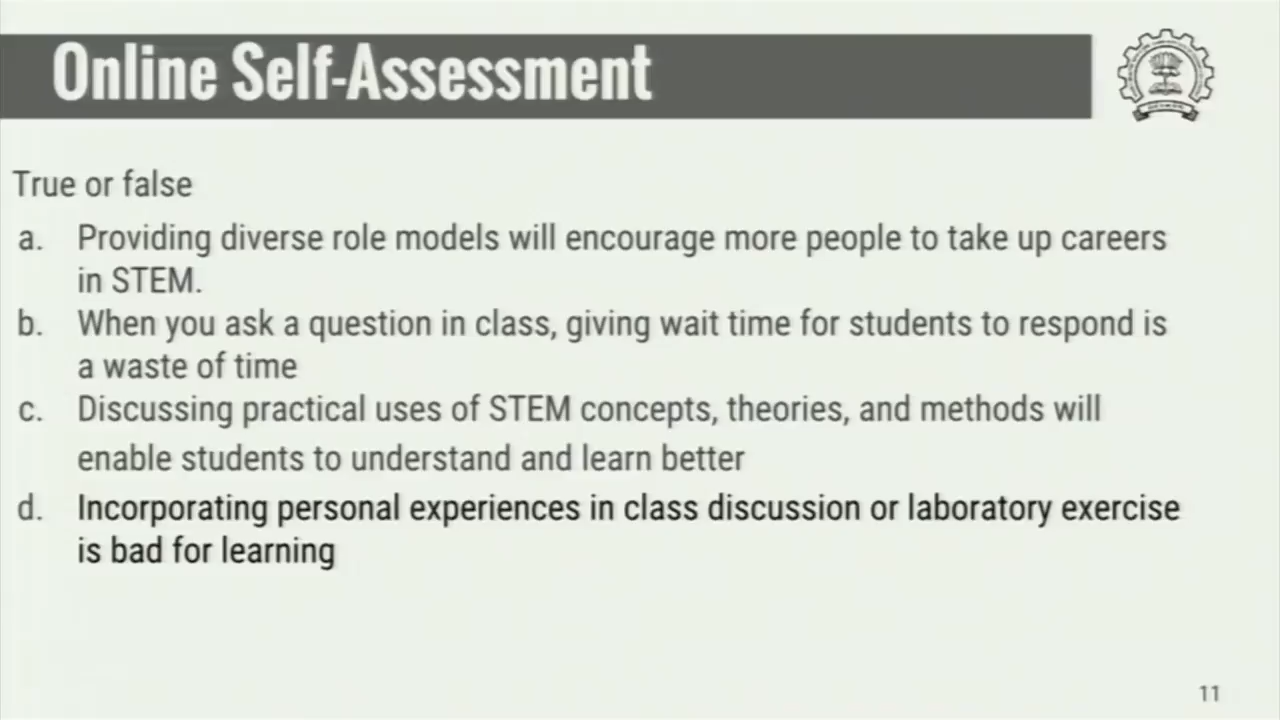 Online Self-Assessment
True or false
a. Providing diverse role models will encourage more people to take up careers
in STEM.
b. When you ask a question in class, giving wait time for students to respond is
a waste of time
c. Discussing practical uses of STEM concepts, theories, and methods will
enable students to understand and learn better
d. Incorporating personal experiences in class discussion or laboratory exercise
is bad for learning
11